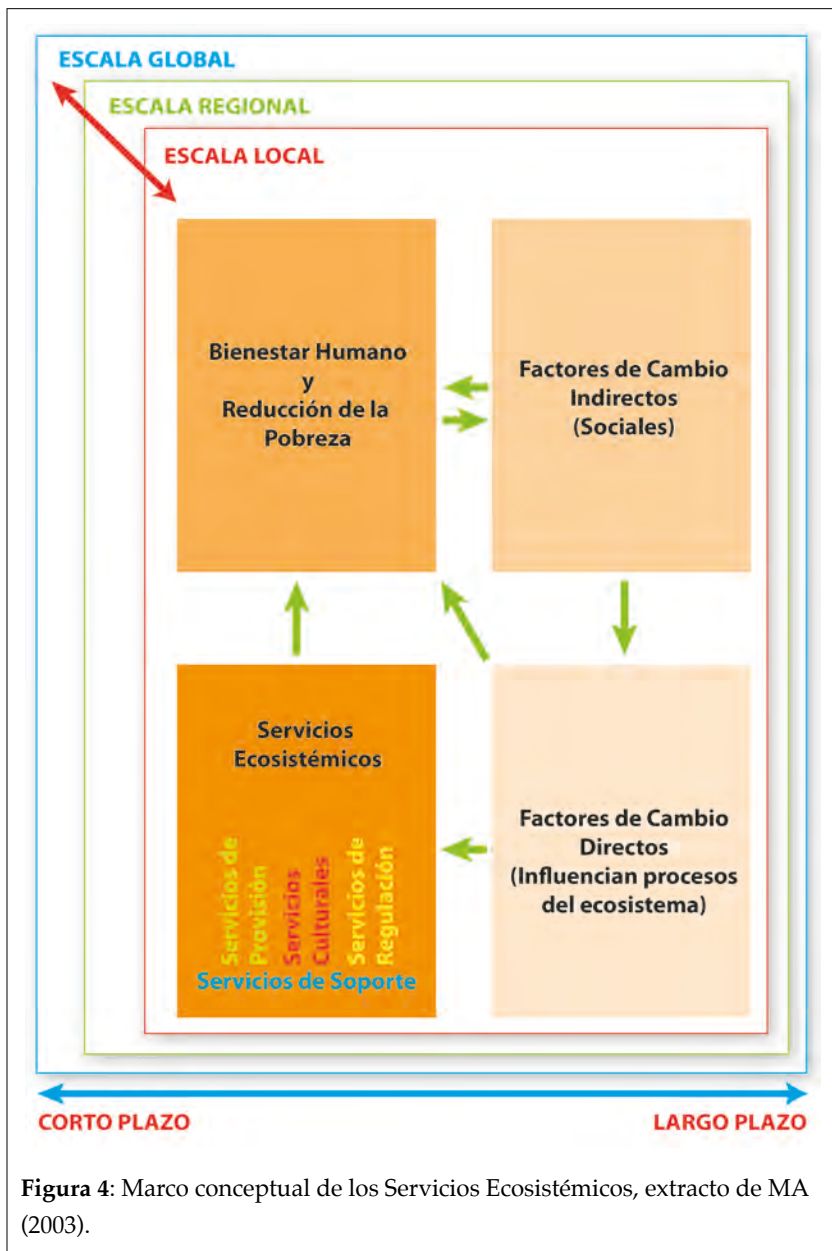 ESCALA GLOBAL
ESCALA REGIONAL
ESCALA LOCAL
Bienestar Humano
y
Reducción de la
Pobreza
Factores de Cambio
Indirectos
(Sociales)
Servicios
Ecosistémicos
Servicios de
Provisión
Servicios
Culturales
Servicios de
Regulación
Servicios de Soporte
Factores de Cambio
Directos
(Influencian procesos
del ecosistema)
CORTO PLAZO
LARGO PLAZO
Figura 4: Marco conceptual de los Servicios Ecosistémicos, extracto de MA
(2003).